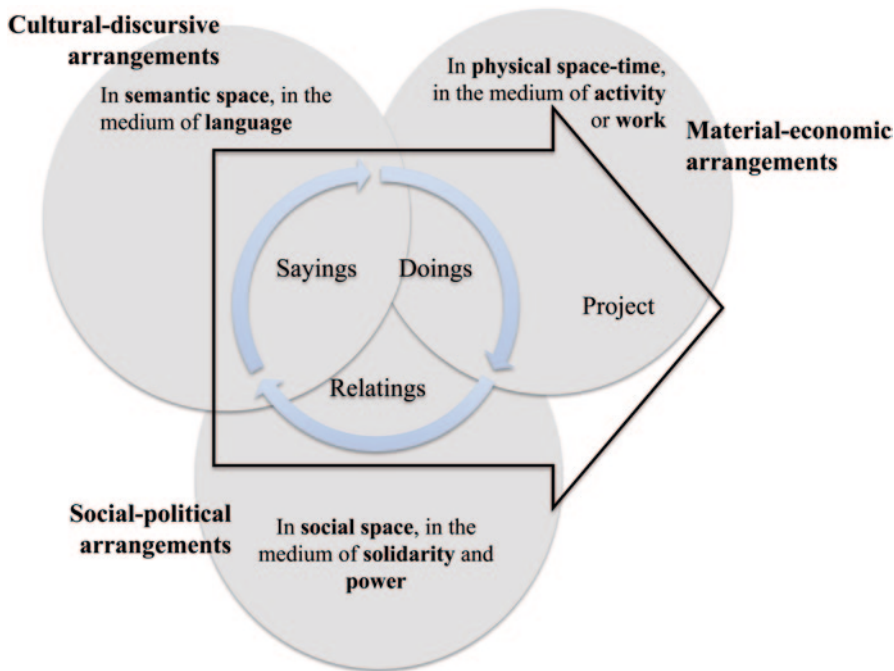 Cultural-discursive
arrangements
In semantic space, in the
medium of language
In physical space-time,
in the medium of activity
or work
Material-economic
arrangements
Sayings
Doings
Project
Relatings
Social-political
arrangements
In social space, in the
medium of solidarity and
power